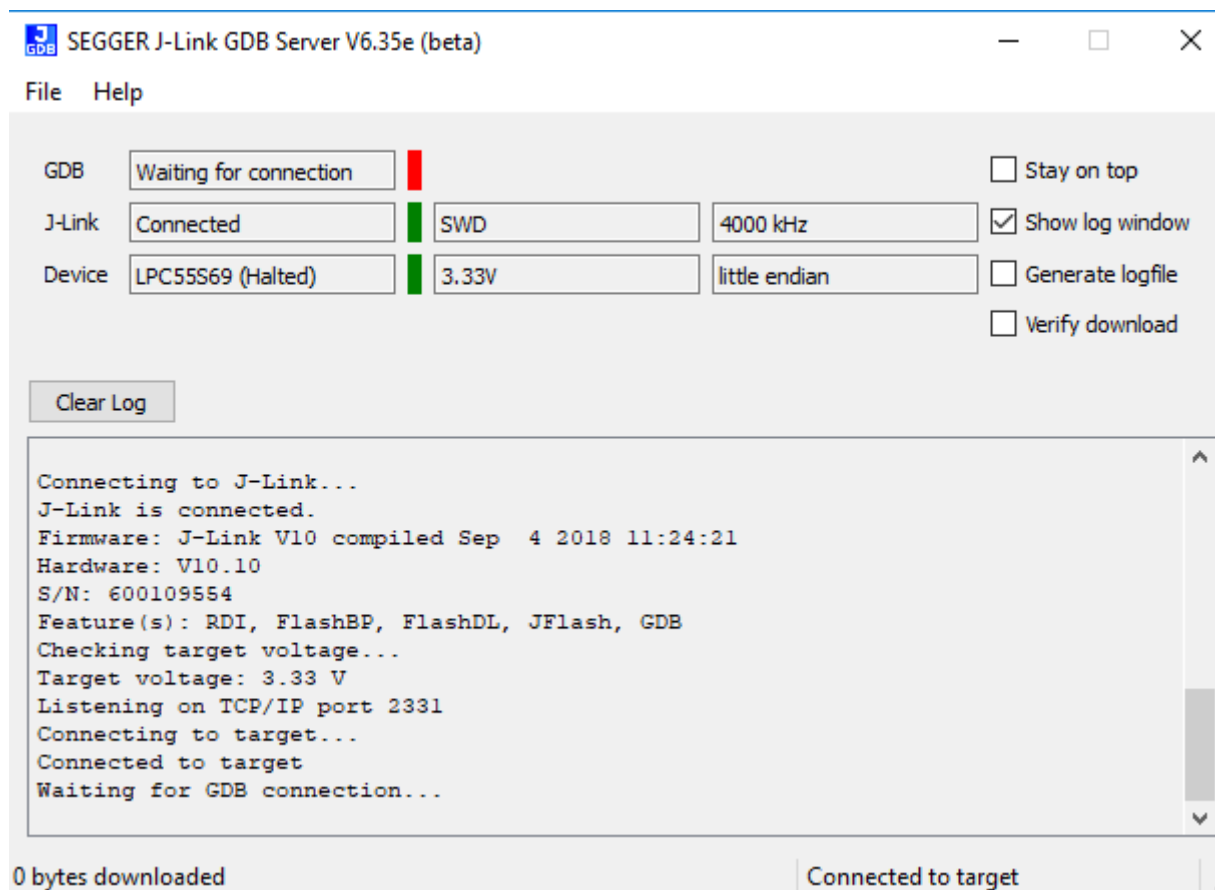 J
GDB
SEGGER J-Link GDB Server V6.35e (beta)
File Help
GDB Waiting for connection Stay on top
J-Link Connected SWD 4000 kHz Show log window
Device LPC55S69 (Halted) 3.33V little endian Generate logfile
Verify download
Clear Log
Connecting to J-Link...
J-Link is connected.
Firmware: J-Link V10 compiled Sep  4 2018 11:24:21
Hardware: V10.10
S/N: 600109554
Feature(s): RDI, FlashBP, FlashDL, JFlash, GDB
Checking target voltage...
Target voltage: 3.33 V
Listening on TCP/IP port 2331
Connecting to target...
Connected to target
Waiting for GDB connection...
0 bytes downloaded Connected to target